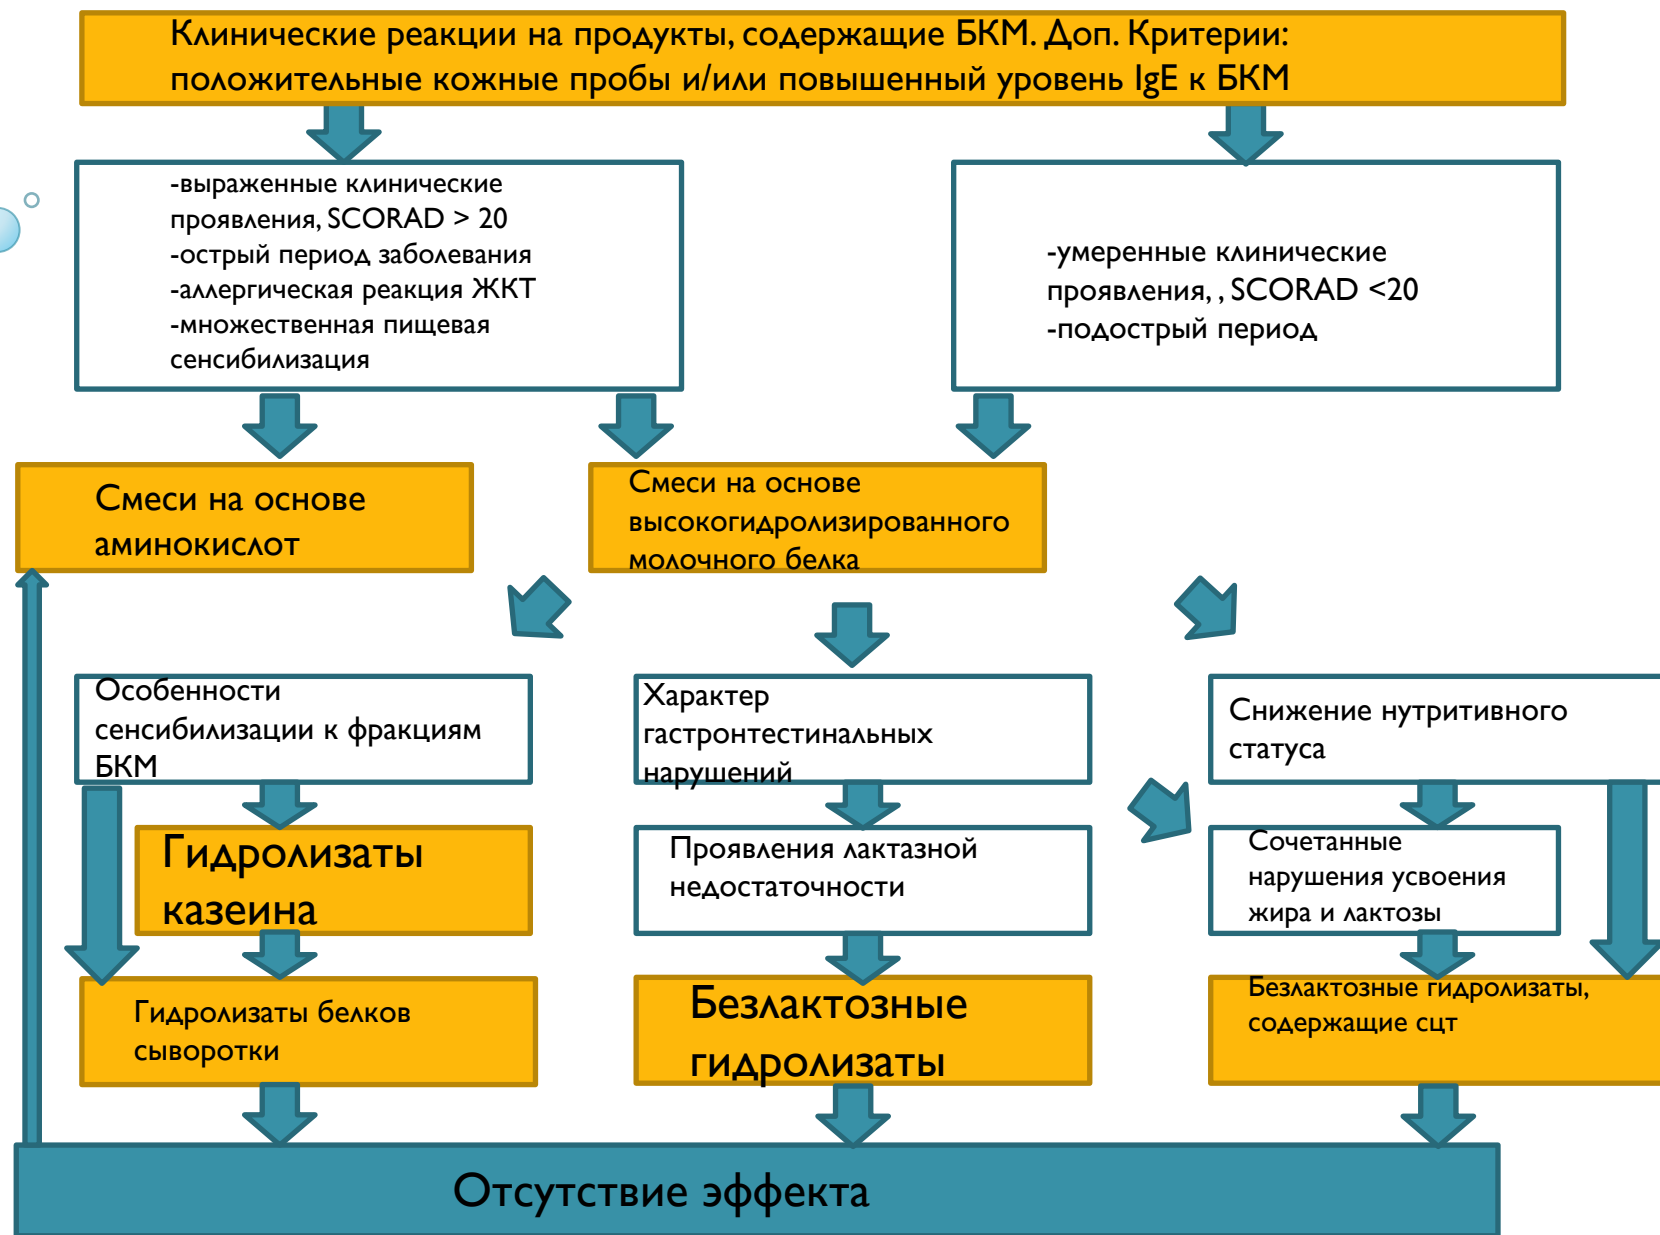 Клинические реакции на продукты, содержащие БКМ. Доп. Критерии:
положительные кожные пробы и/или повышенный уровень IgE к БКМ
-выраженные клинические
проявления, SCORAD > 20
-острый период заболевания
-аллергическая реакция ЖКТ
-множественная пищевая
сенсибилизация
-умеренные клинические
проявления, , SCORAD <20
-подострый период
Смеси на основе
аминокислот
Смеси на основе
высокогидролизированного
молочного белка
Особенности
сенсибилизации к фракциям
БКМ
Характер
гастронтестинальных
нарушений
Снижение нутритивного
статуса
Гидролизаты
казеина
Проявления лактазной
недостаточности
Сочетанные
нарушения усвоения
жира и лактозы
Гидролизаты белков
сыворотки
Безлактозные
гидролизаты
Безлактозные гидролизаты,
содержащие сцт
Отсутствие эффекта